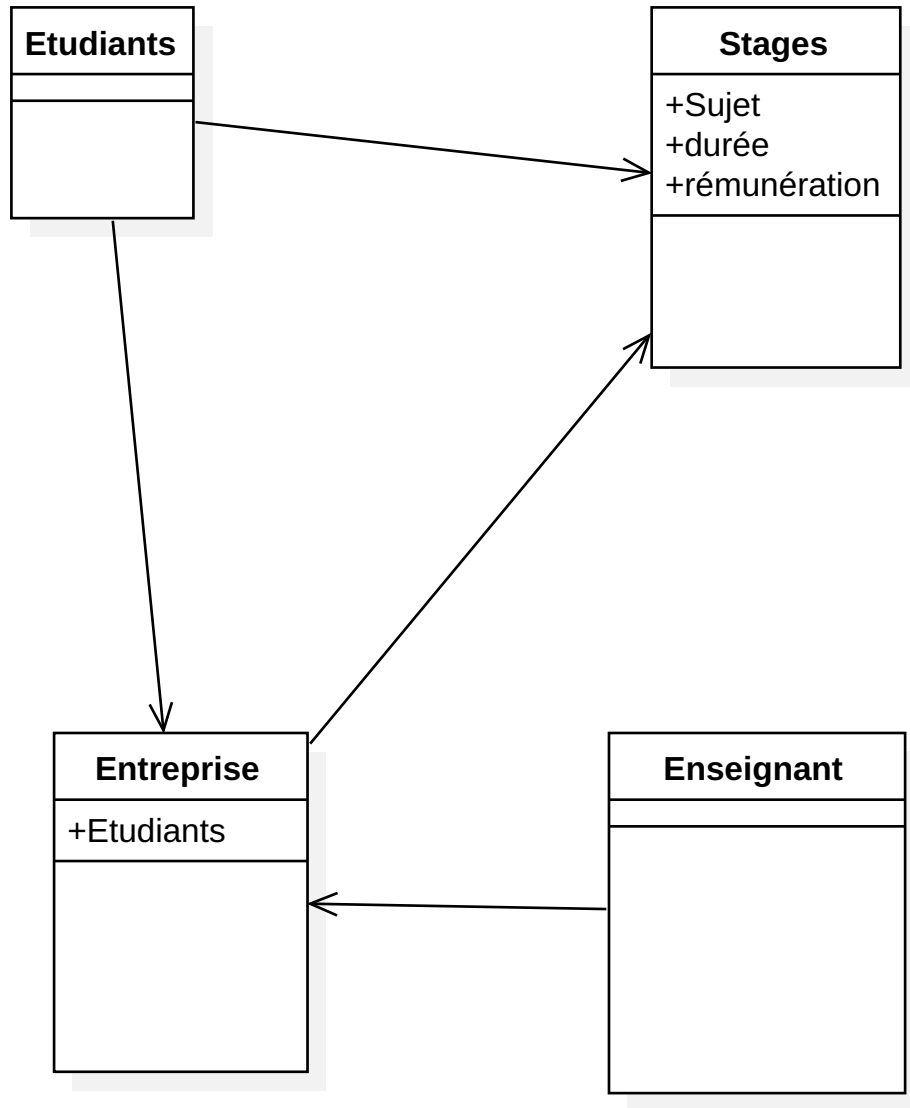 Etudiants
Stages
+Sujet
+durée
+rémunération
Entreprise
+Etudiants
Enseignant